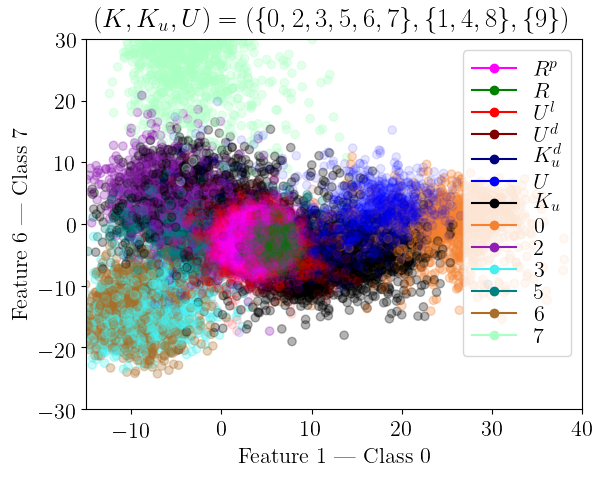 (K, K_u, U) = ({0, 2, 3, 5, 6, 7}, {1, 4, 8}, {9})
30
20
10
0
−10
−20
−30
Feature 6 — Class 7
−10
0
10
20
30
40
Feature 1 — Class 0
R^p
R
U^l
U^d
K_u^d
U
K_u
0
2
3
5
6
7